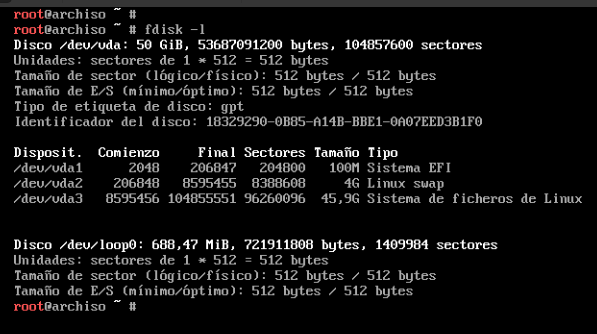 root@archiso ~ #
root@archiso ~ # fdisk -l
Disco /dev/vda: 50 GiB, 53687091200 bytes, 104857600 sectores
Unidades: sectores de 1 * 512 = 512 bytes
Tamaño de sector (lógico/físico): 512 bytes / 512 bytes
Tamaño de E/S (mínimo/óptimo): 512 bytes / 512 bytes
Tipo de etiqueta de disco: gpt
Identificador del disco: 18329290-0B85-A14B-BBE1-0A07EED3B1F0
Disposit. Comienzo Final Sectores Tamaño Tipo
/dev/vda1 2048 206847 204800 100M Sistema EFI
/dev/vda2 206848 8595455 8388608 4G Linux swap
/dev/vda3 8595456 104855551 96260096 45,9G Sistema de ficheros de Linux
Disco /dev/loop0: 688,47 MiB, 721911808 bytes, 1409984 sectores
Unidades: sectores de 1 * 512 = 512 bytes
Tamaño de sector (lógico/físico): 512 bytes / 512 bytes
Tamaño de E/S (mínimo/óptimo): 512 bytes / 512 bytes
root@archiso ~ #